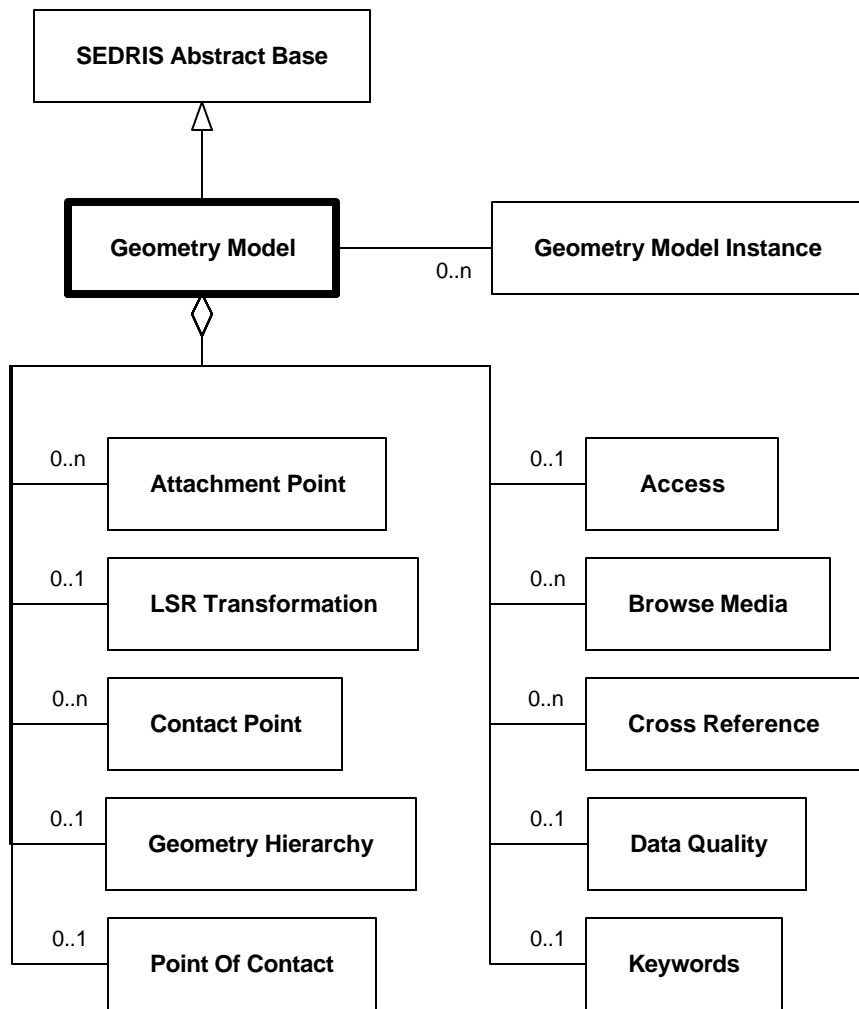 SEDRIS Abstract Base
Geometry Model
Geometry Model Instance
0..n
0..n
Attachment Point
0..1
LSR Transformation
0..n
Contact Point
0..1
Geometry Hierarchy
0..1
Point Of Contact
0..1
Access
0..n
Browse Media
0..n
Cross Reference
0..1
Data Quality
0..1
Keywords